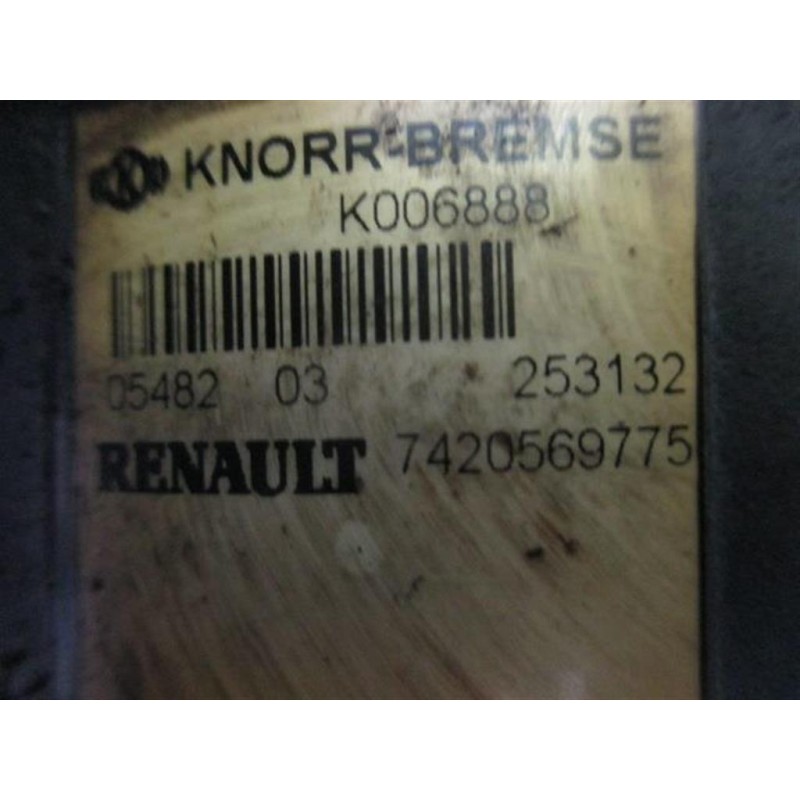 KNORR-BREMSE
K006888
05482 03 253132
RENAULT 7420569775